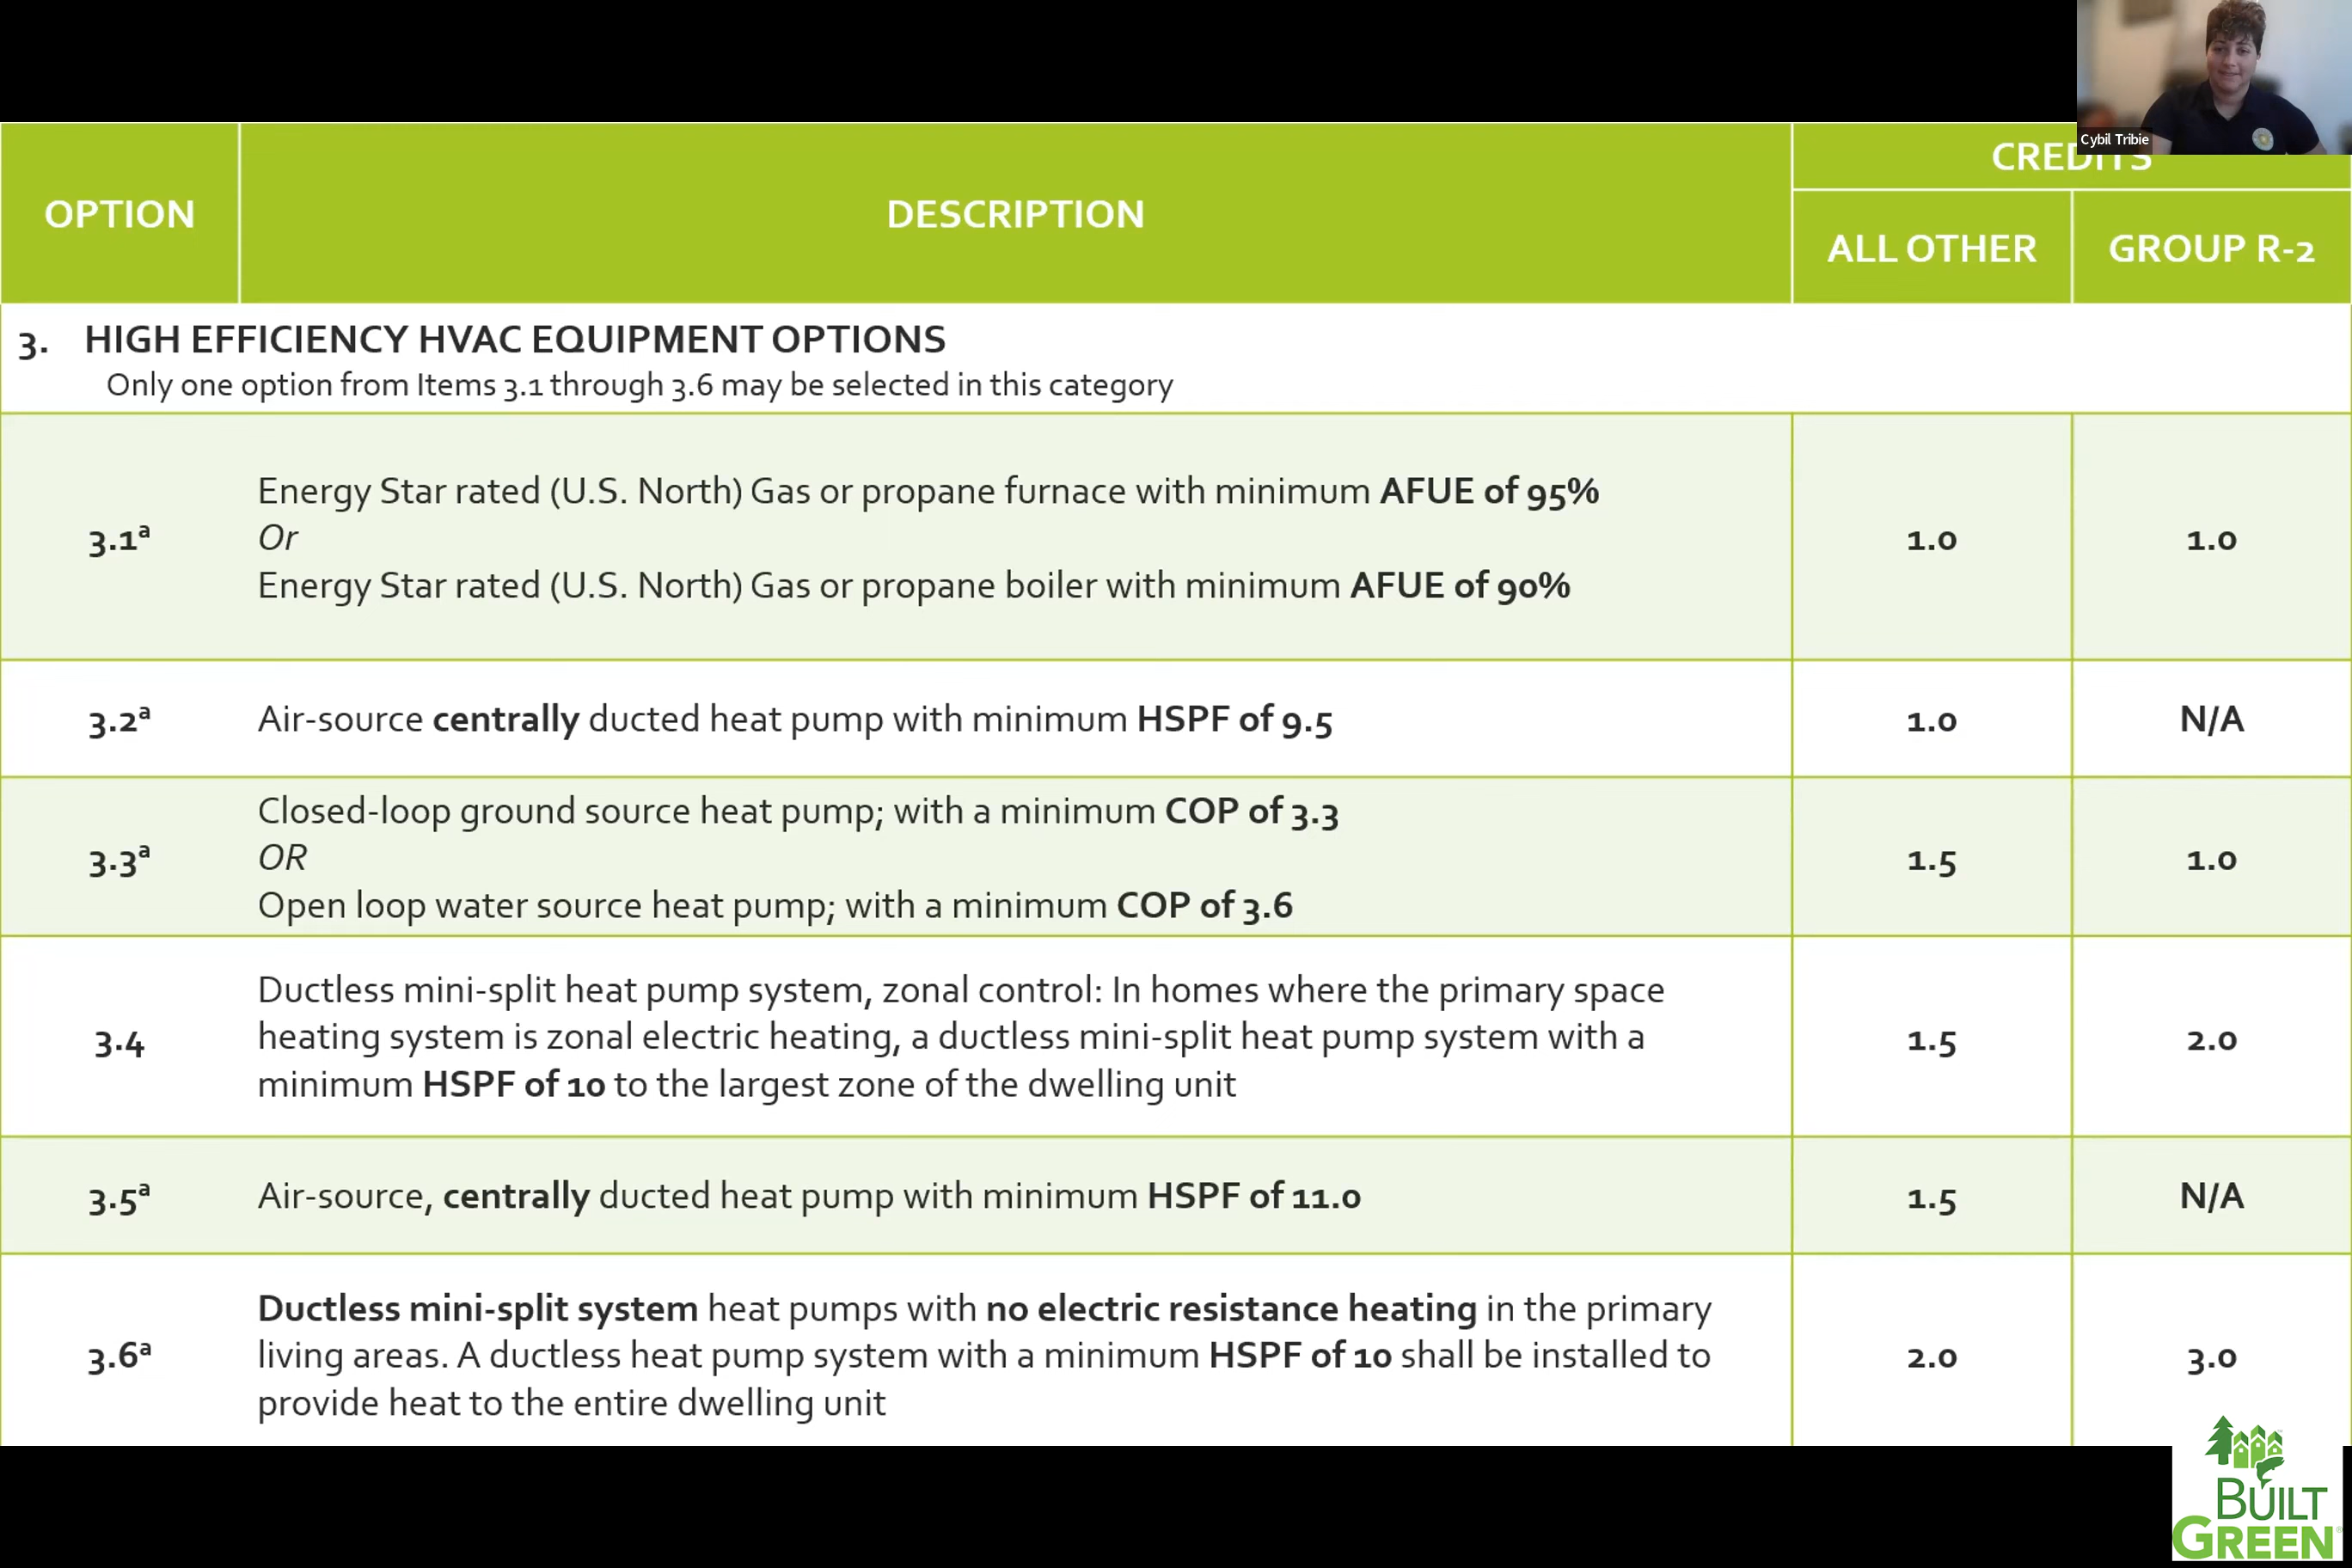 Cybil Tribie
CREDITS
OPTION
DESCRIPTION
ALL OTHER
GROUP R-2
3. HIGH EFFICIENCY HVAC EQUIPMENT OPTIONS
Only one option from Items 3.1 through 3.6 may be selected in this category
Energy Star rated (U.S. North) Gas or propane furnace with minimum AFUE of 95%
3.1ª
Or
1.0
1.0
Energy Star rated (U.S. North) Gas or propane boiler with minimum AFUE of 90%
3.2ª
Air-source centrally ducted heat pump with minimum HSPF of 9.5
1.0
N/A
Closed-loop ground source heat pump; with a minimum COP of 3.3
3.3ª
OR
1.5
1.0
Open loop water source heat pump; with a minimum COP of 3.6
Ductless mini-split heat pump system, zonal control: In homes where the primary space
3.4
heating system is zonal electric heating, a ductless mini-split heat pump system with a
1.5
2.0
minimum HSPF of 10 to the largest zone of the dwelling unit
3.5ª
Air-source, centrally ducted heat pump with minimum HSPF of 11.0
1.5
N/A
Ductless mini-split system heat pumps with no electric resistance heating in the primary
3.6ª
living areas. A ductless heat pump system with a minimum HSPF of 10 shall be installed to
2.0
3.0
provide heat to the entire dwelling unit
BUILT
GREEN